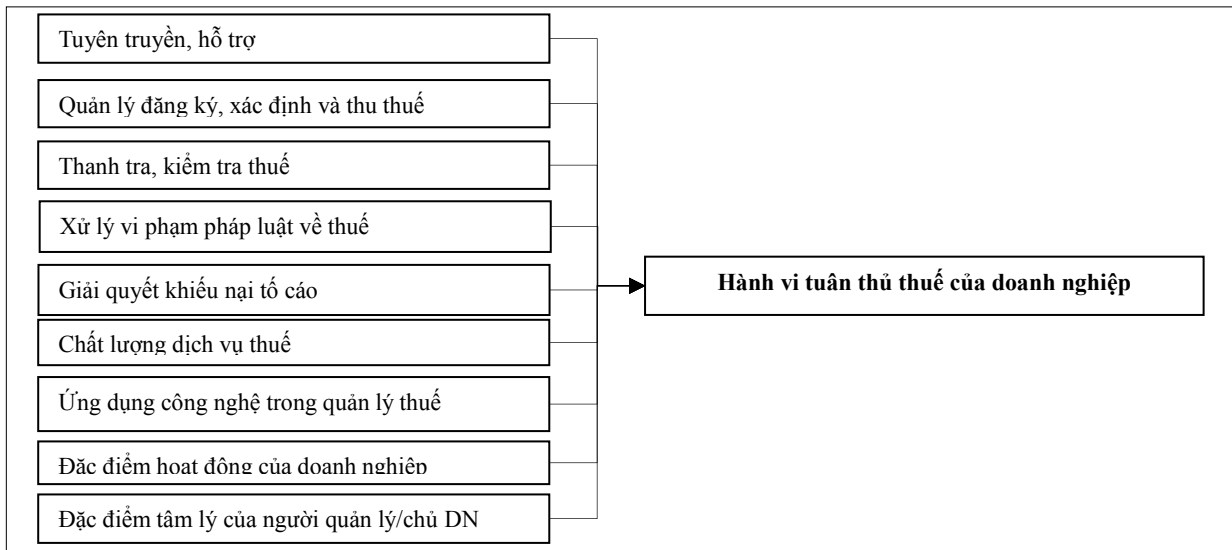 Tuyên truyền, hỗ trợ
Quản lý đăng ký, xác định và thu thuế
Thanh tra, kiểm tra thuế
Xử lý vi phạm pháp luật về thuế
Giải quyết khiếu nại tố cáo
Chất lượng dịch vụ thuế
Ứng dụng công nghệ trong quản lý thuế
Đặc điểm hoạt động của doanh nghiệp
Đặc điểm tâm lý của người quản lý/chủ DN
Hành vi tuân thủ thuế của doanh nghiệp